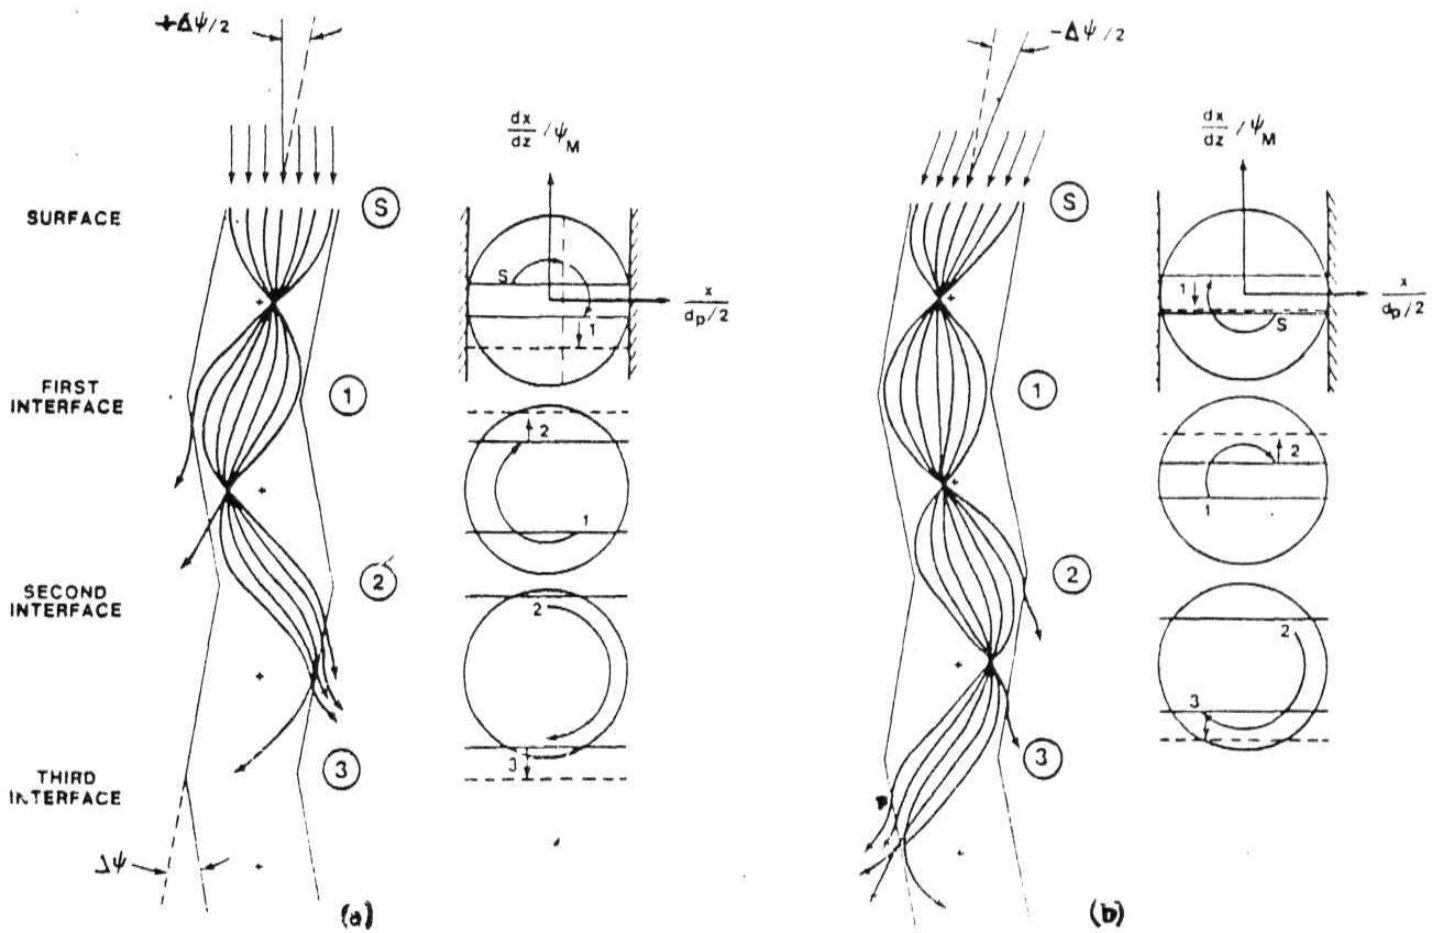 +Δψ/2
-Δψ/2
dx/dz /ψM
dx/dz /ψM
S
S
SURFACE
S
x/dp/2
1
1
S
x/dp/2
FIRST
INTERFACE
1
2
1
1
2
1
SECOND
INTERFACE
2
2
2
2
3
3
3
3
THIRD
INTERFACE
Δψ
(a)
(b)